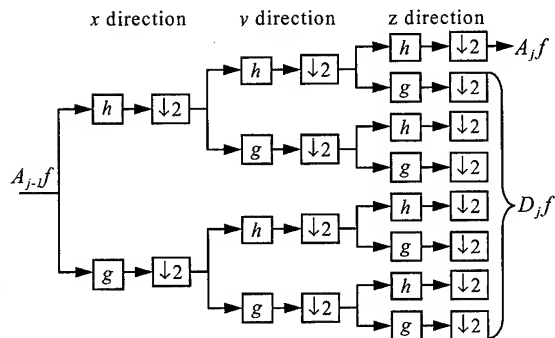 x direction y direction z direction
h ↓2 A_j f
h ↓2
g ↓2
h ↓2
h ↓2
g ↓2
g ↓2
A_{j-1} f
h ↓2
h ↓2
g ↓2
D_j f
g ↓2
h ↓2
g ↓2
g ↓2